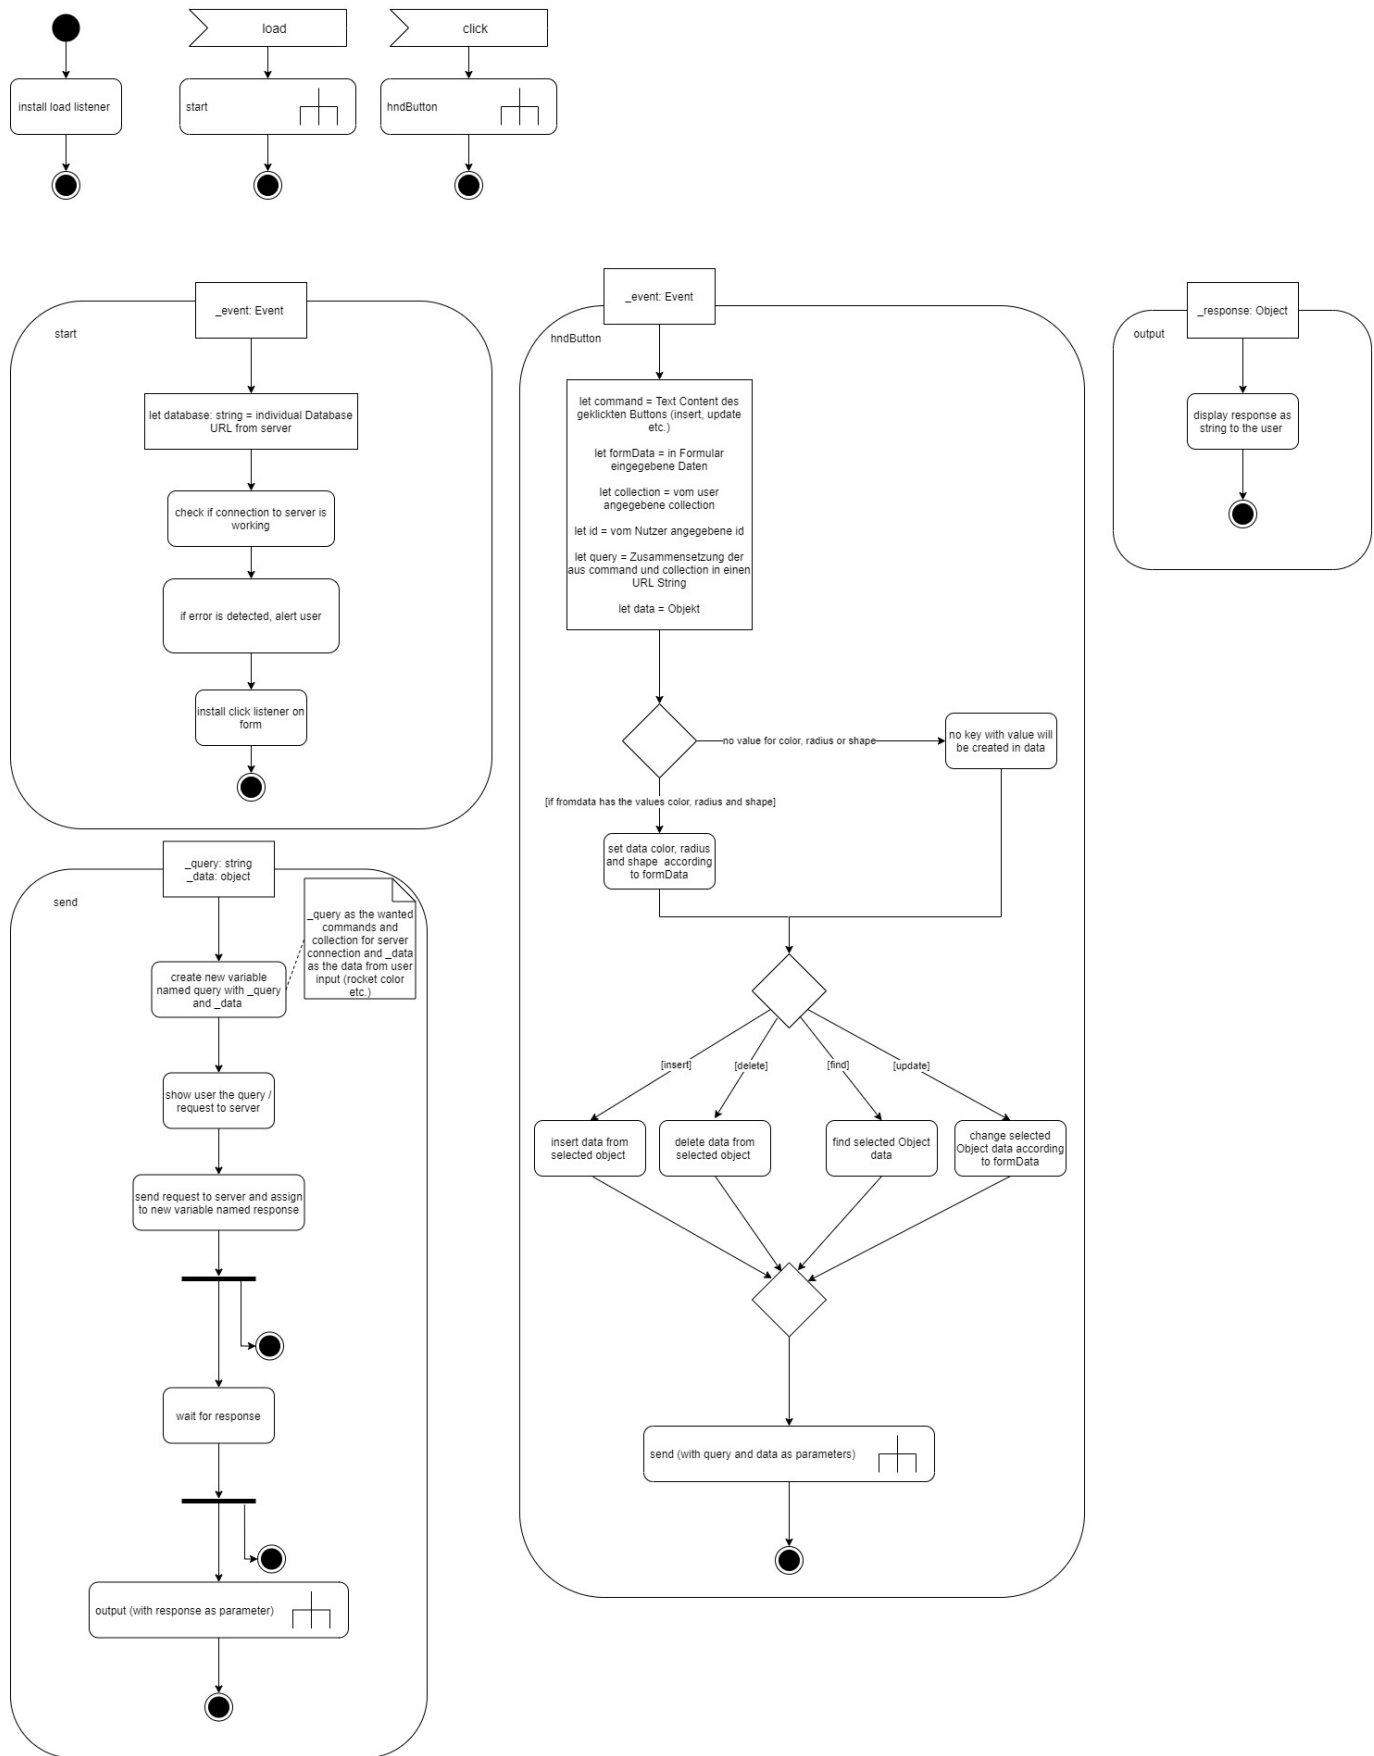 load
click
install load listener
start
hndButton
_event: Event
start
let database: string = individual Database
URL from server
check if connection to server is
working
if error is detected, alert user
install click listener on
form
_event: Event
hndButton
let command = Text Content des
geklickten Buttons (insert, update
etc.)
let formData = in Formular
eingegebene Daten
let collection = vom user
angegebene collection
let id = vom Nutzer angegebene id
let query = Zusammensetzung der
aus command und collection in einen
URL String
let data = Objekt
no value for color, radius or shape
no key with value will
be created in data
[if fromdata has the values color, radius and shape]
set data color, radius
and shape according
to formData
[insert]
[delete]
[find]
[update]
insert data from
selected object
delete data from
selected object
find selected Object
data
change selected
Object data according
to formData
send (with query and data as parameters)
_response: Object
output
display response as
string to the user
_query: string
_data: object
send
_query as the wanted
commands and
collection for server
connection and _data
as the data from user
input (rocket color
etc.)
create new variable
named query with _query
and _data
show user the query /
request to server
send request to server and assign
to new variable named response
wait for response
output (with response as parameter)